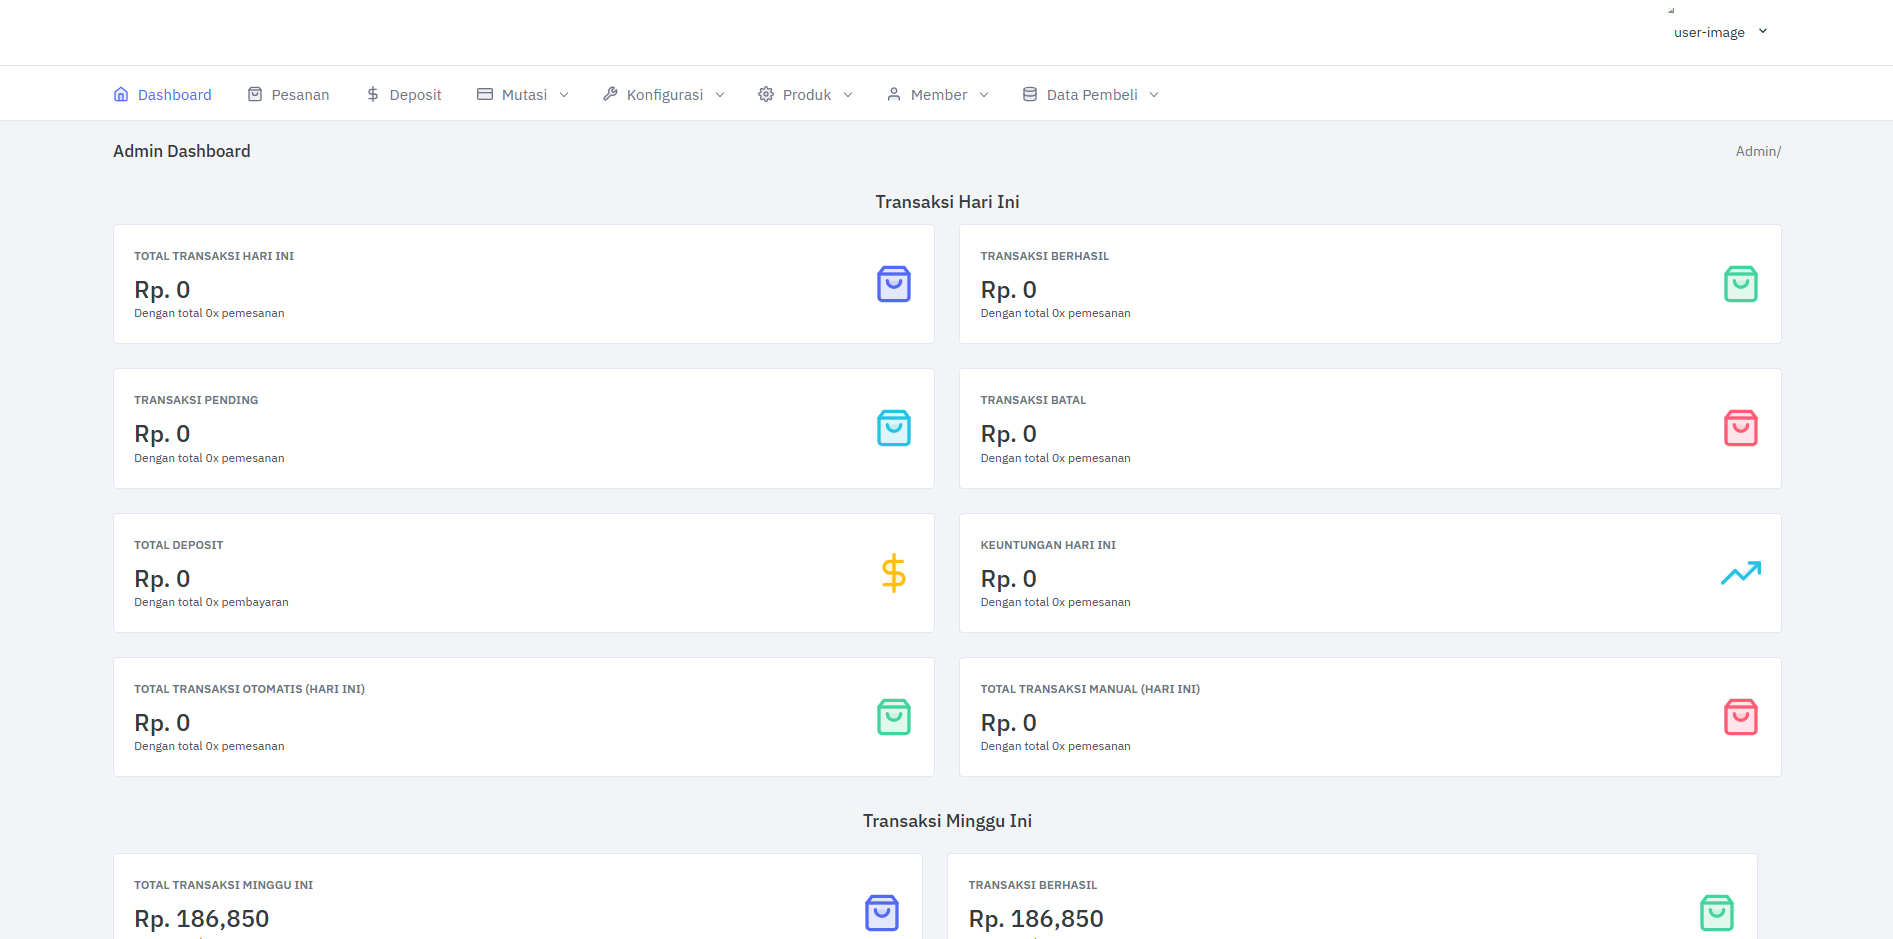 user-image
Dashboard Pesanan Deposit Mutasi Konfigurasi Produk Member Data Pembeli
Admin Dashboard
Admin/
Transaksi Hari Ini
TOTAL TRANSAKSI HARI INI
Rp. 0
Dengan total 0x pemesanan
TRANSAKSI BERHASIL
Rp. 0
Dengan total 0x pemesanan
TRANSAKSI PENDING
Rp. 0
Dengan total 0x pemesanan
TRANSAKSI BATAL
Rp. 0
Dengan total 0x pemesanan
TOTAL DEPOSIT
Rp. 0
Dengan total 0x pembayaran
KEUNTUNGAN HARI INI
Rp. 0
Dengan total 0x pemesanan
TOTAL TRANSAKSI OTOMATIS (HARI INI)
Rp. 0
Dengan total 0x pemesanan
TOTAL TRANSAKSI MANUAL (HARI INI)
Rp. 0
Dengan total 0x pemesanan
Transaksi Minggu Ini
TOTAL TRANSAKSI MINGGU INI
Rp. 186,850
TRANSAKSI BERHASIL
Rp. 186,850